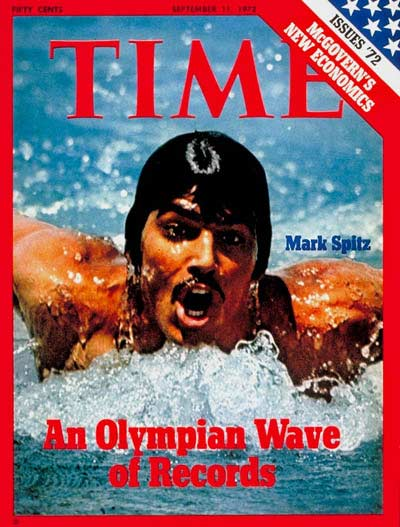 FIFTY CENTS
SEPTEMBER 11, 1972
ISSUES '72
McGOVERN'S
NEW ECONOMICS
TIME
Mark Spitz
An Olympian Wave
of Records